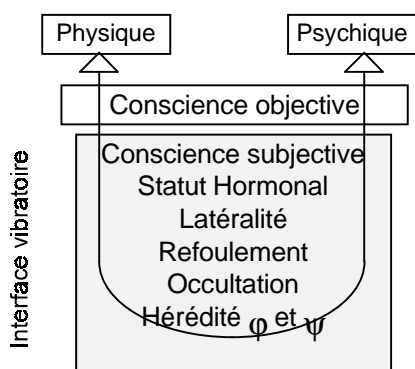 Physique
Psychique
Conscience objective
Interface vibratoire
Conscience subjective
Statut Hormonal
Latéralité
Refoulement
Occultation
Hérédité φ et ψ